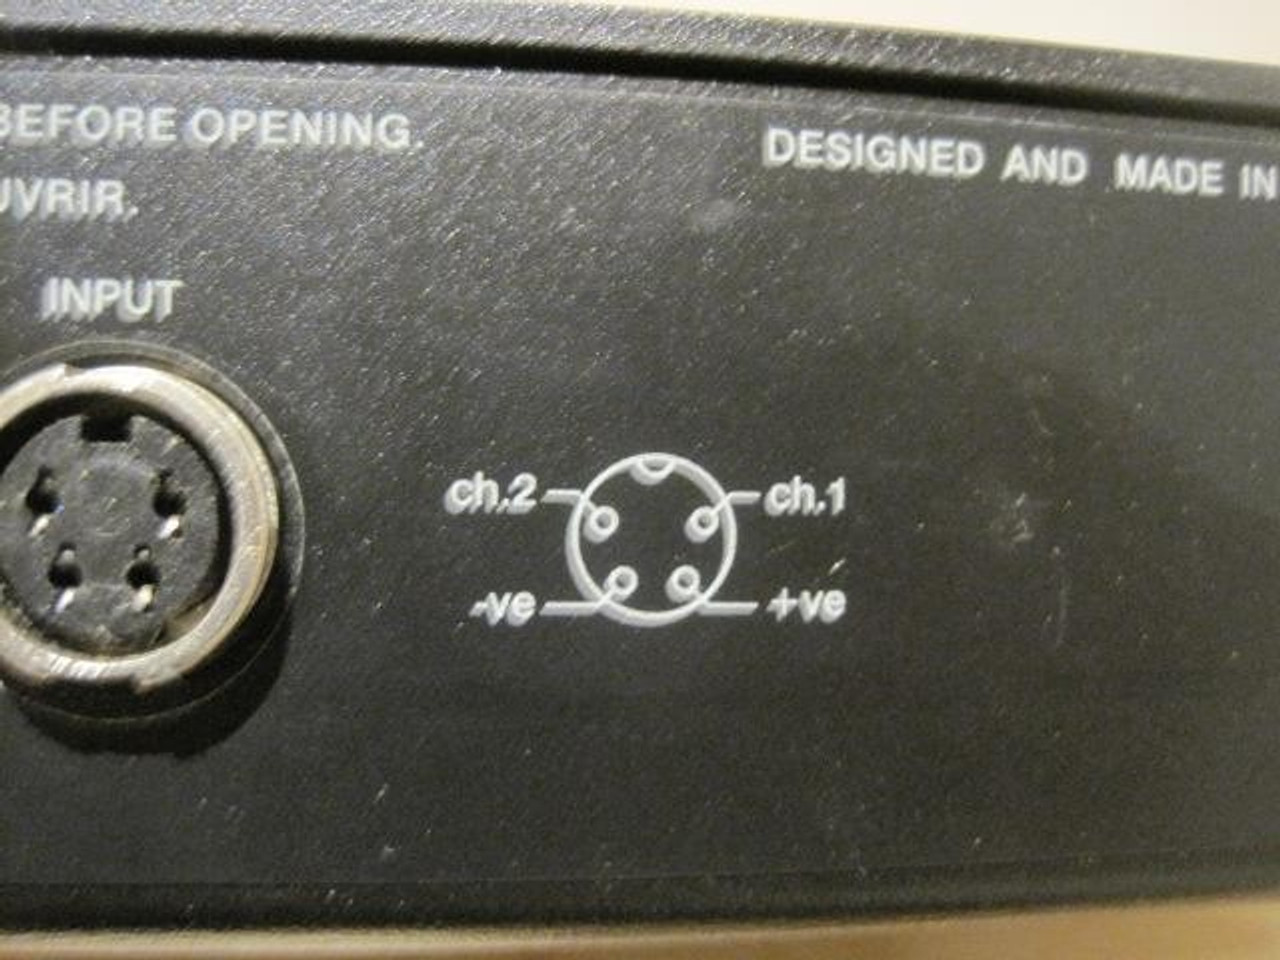 BEFORE OPENING.
UVRIR.
DESIGNED AND MADE IN
INPUT
ch.2
ch.1
-ve
+ve